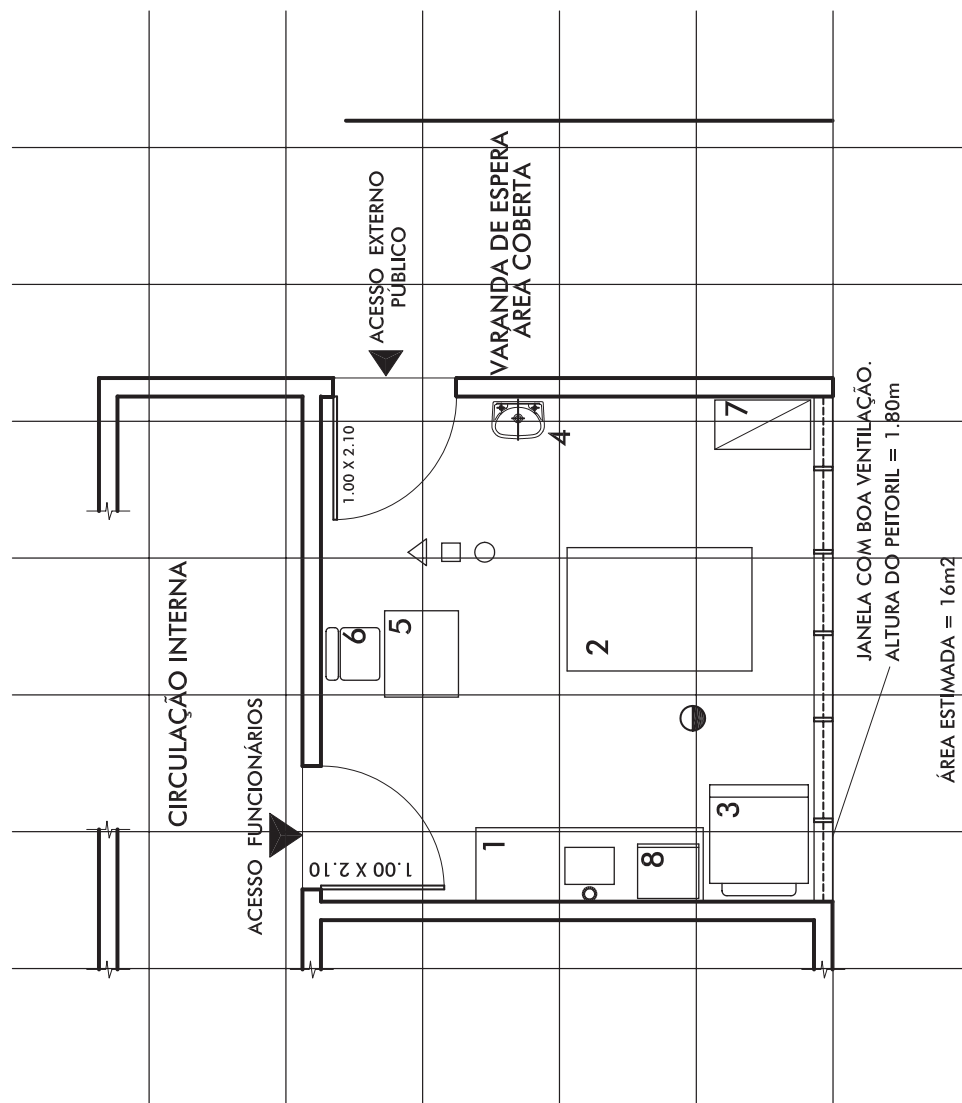 CIRCULAÇÃO INTERNA
ACESSO FUNCIONÁRIOS
ACESSO EXTERNO
PÚBLICO
VARANDA DE ESPERA
ÁREA COBERTA
1.00 X 2.10
1.00 X 2.10
1
2
3
4
5
6
7
8
JANELA COM BOA VENTILAÇÃO.
ALTURA DO PEITORIL = 1.80m
ÁREA ESTIMADA = 16m2